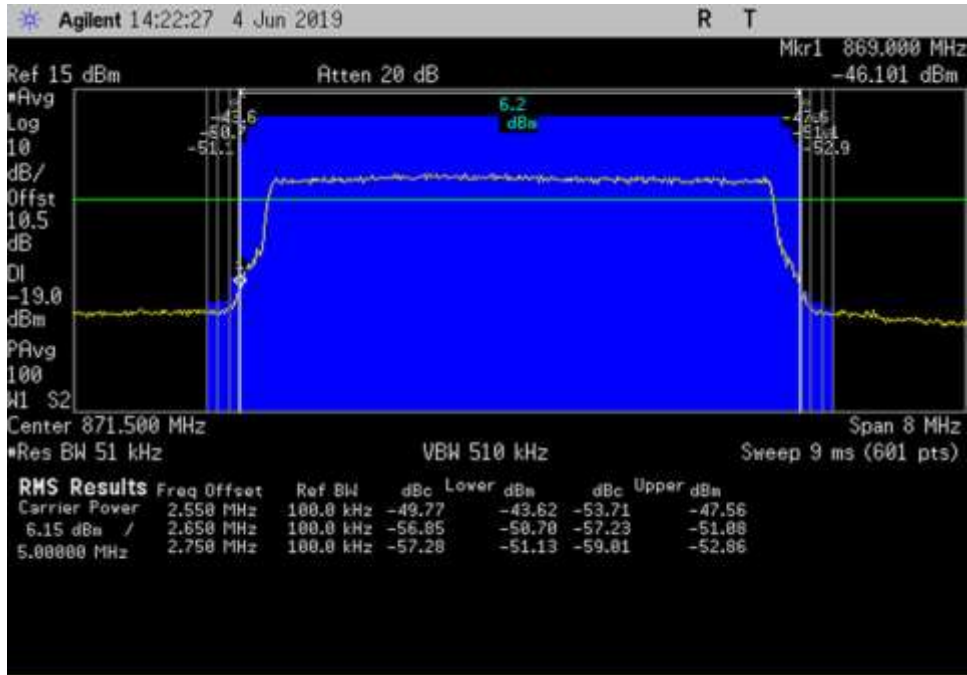 Agilent 14:22:27 4 Jun 2019 R T
Mkr1 869.000 MHz
Ref 15 dBm Atten 20 dB -46.101 dBm
*Avg
Log
10
dB/
Offst
10.5
dB
DI
-19.0
dBm
PAvg
100
W1 S2
6.2
dBm
-51.1
-52.9
1
Center 871.500 MHz Span 8 MHz
*Res BW 51 kHz VBW 510 kHz Sweep 9 ms (601 pts)
RMS Results Freq Offset Ref BW dBc Lower dBm dBc Upper dBm
Carrier Power 2.550 MHz 100.0 kHz -49.77 -43.62 -53.71 -47.56
6.15 dBm / 2.650 MHz 100.0 kHz -56.85 -50.70 -57.23 -51.08
5.00000 MHz 2.750 MHz 100.0 kHz -57.28 -51.13 -59.01 -52.86